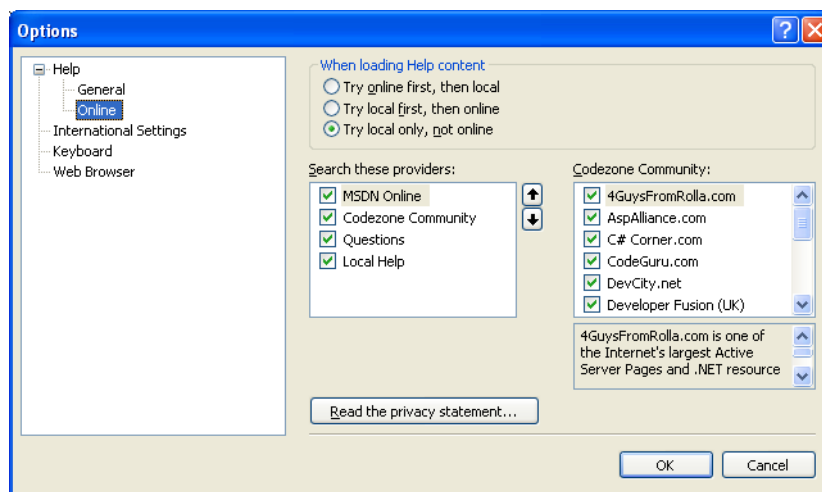 Options
Help
General
Online
International Settings
Keyboard
Web Browser
When loading Help content
Try online first, then local
Try local first, then online
Try local only, not online
Search these providers:
MSDN Online
Codezone Community
Questions
Local Help
Codezone Community:
4GuysFromRolla.com
AspAlliance.com
C# Corner.com
CodeGuru.com
DevCity.net
Developer Fusion (UK)
4GuysFromRolla.com is one of
the Internet's largest Active
Server Pages and .NET resource
Read the privacy statement...
OK
Cancel